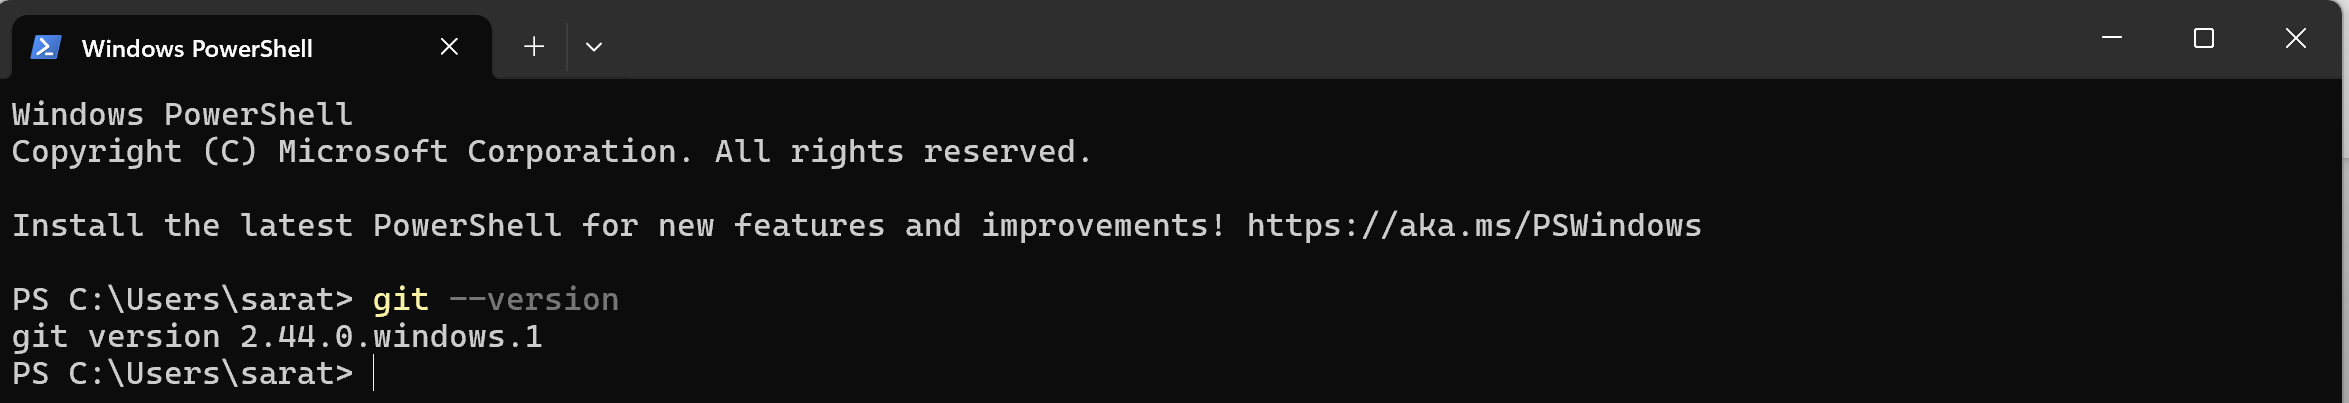 Windows PowerShell
Windows PowerShell
Copyright (C) Microsoft Corporation. All rights reserved.
Install the latest PowerShell for new features and improvements! https://aka.ms/PSWindows
PS C:\Users\sarat> git --version
git version 2.44.0.windows.1
PS C:\Users\sarat>